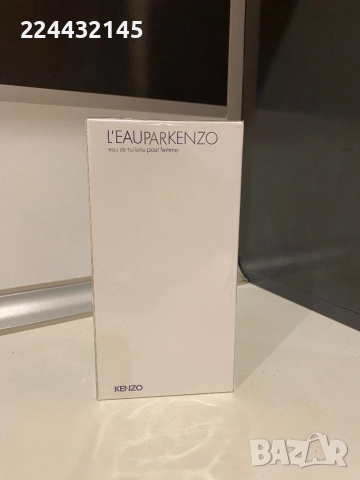 224432145
L'EAUPARKENZO
eau de toilette pour femme
KENZO
BAZAR